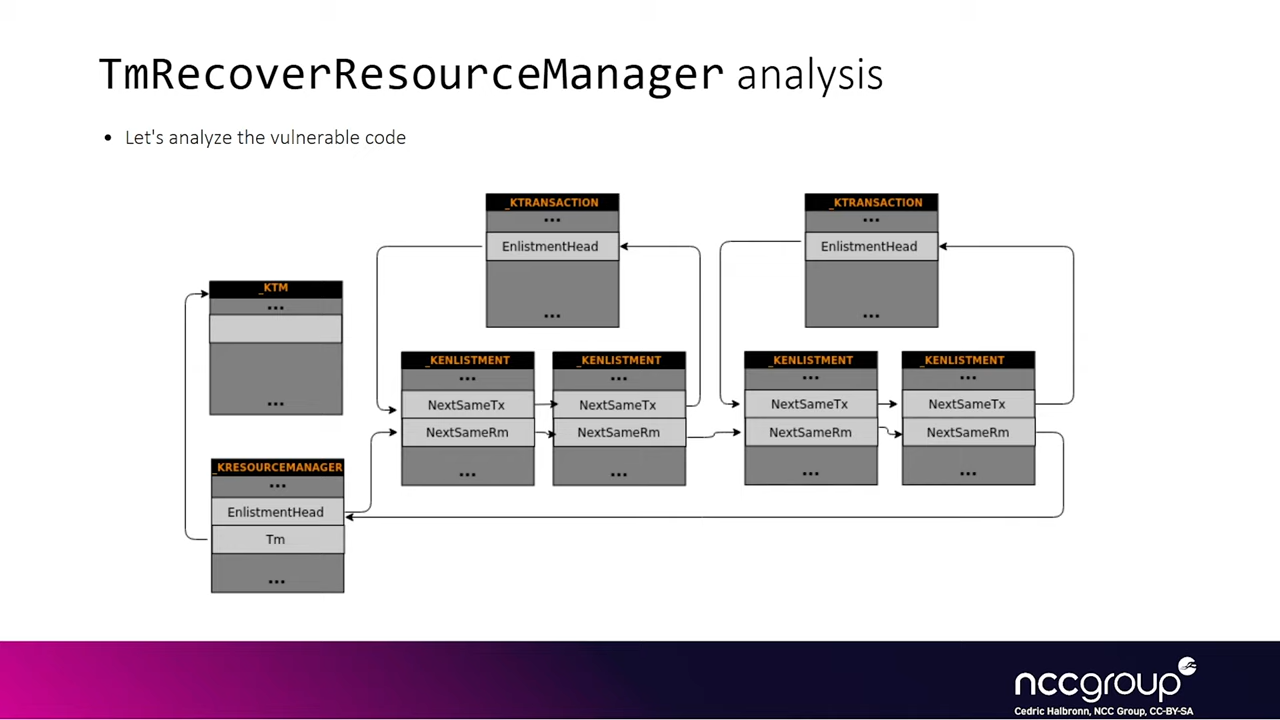 TmRecoverResourceManager analysis
• Let's analyze the vulnerable code
_KTRANSACTION
...
EnlistmentHead
...
_KTRANSACTION
...
EnlistmentHead
...
_KTM
...
...
_KENLISTMENT
...
NextSameTx
NextSameRm
...
_KENLISTMENT
...
NextSameTx
NextSameRm
...
_KENLISTMENT
...
NextSameTx
NextSameRm
...
_KENLISTMENT
...
NextSameTx
NextSameRm
...
_KRESOURCEMANAGER
...
EnlistmentHead
Tm
...
nccgroup
Cedric Halbronn, NCC Group, CC-BY-SA